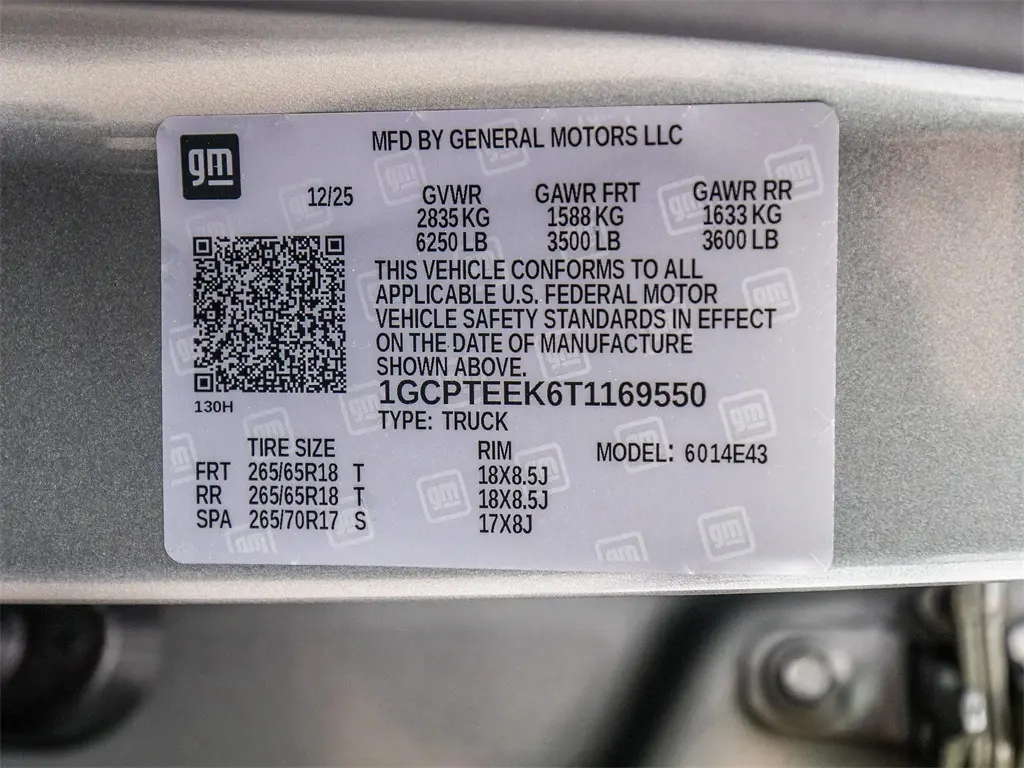 gm
MFD BY GENERAL MOTORS LLC
12/25 GVWR GAWR FRT GAWR RR
2835 KG 1588 KG 1633 KG
6250 LB 3500 LB 3600 LB
THIS VEHICLE CONFORMS TO ALL
APPLICABLE U.S. FEDERAL MOTOR
VEHICLE SAFETY STANDARDS IN EFFECT
ON THE DATE OF MANUFACTURE
SHOWN ABOVE.
1GCPTEEK6T1169550
130H
TYPE: TRUCK
TIRE SIZE RIM MODEL: 6014E43
FRT 265/65R18 T 18X8.5J
RR 265/65R18 T 18X8.5J
SPA 265/70R17 S 17X8J